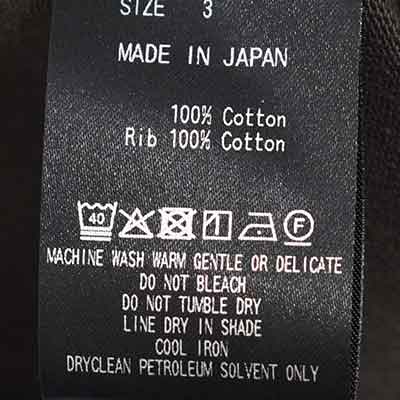 SIZE 3
MADE IN JAPAN
100% Cotton
Rib 100% Cotton
40 F
MACHINE WASH WARM GENTLE OR DELICATE
DO NOT BLEACH
DO NOT TUMBLE DRY
LINE DRY IN SHADE
COOL IRON
DRYCLEAN PETROLEUM SOLVENT ONLY